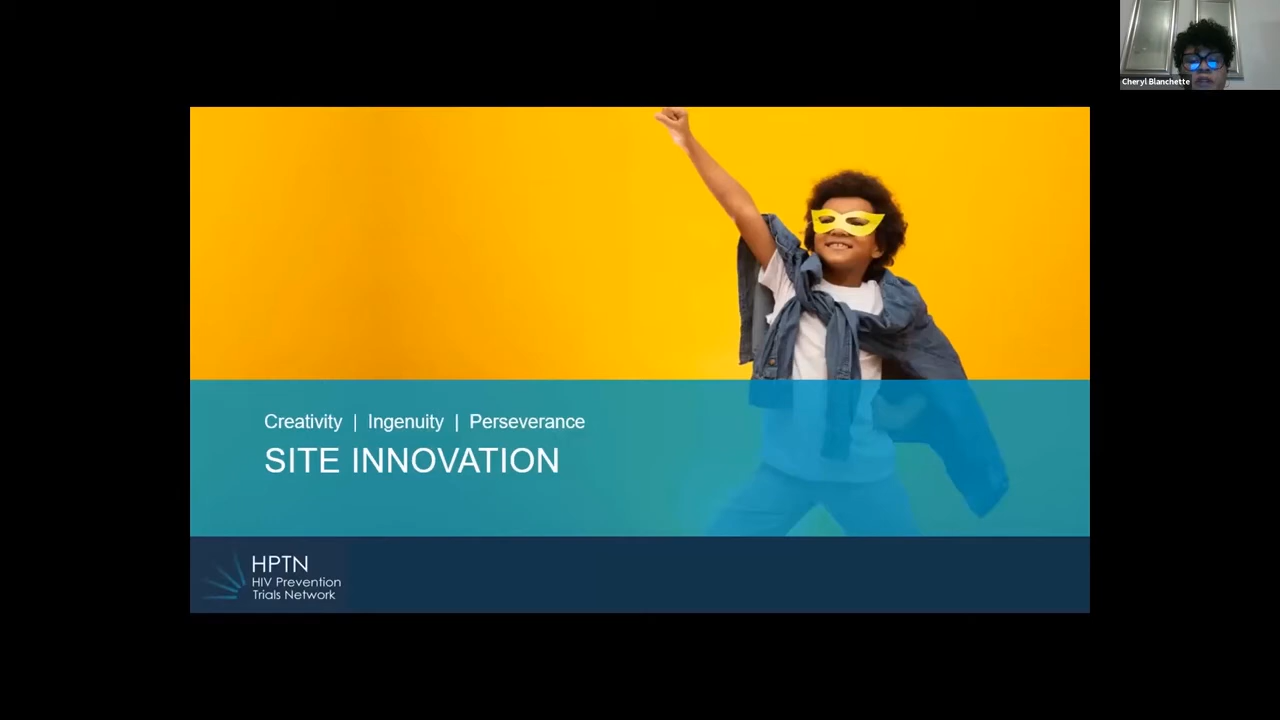 Cheryl Blanchette
Creativity | Ingenuity | Perseverance
SITE INNOVATION
HPTN
HIV Prevention
Trials Network